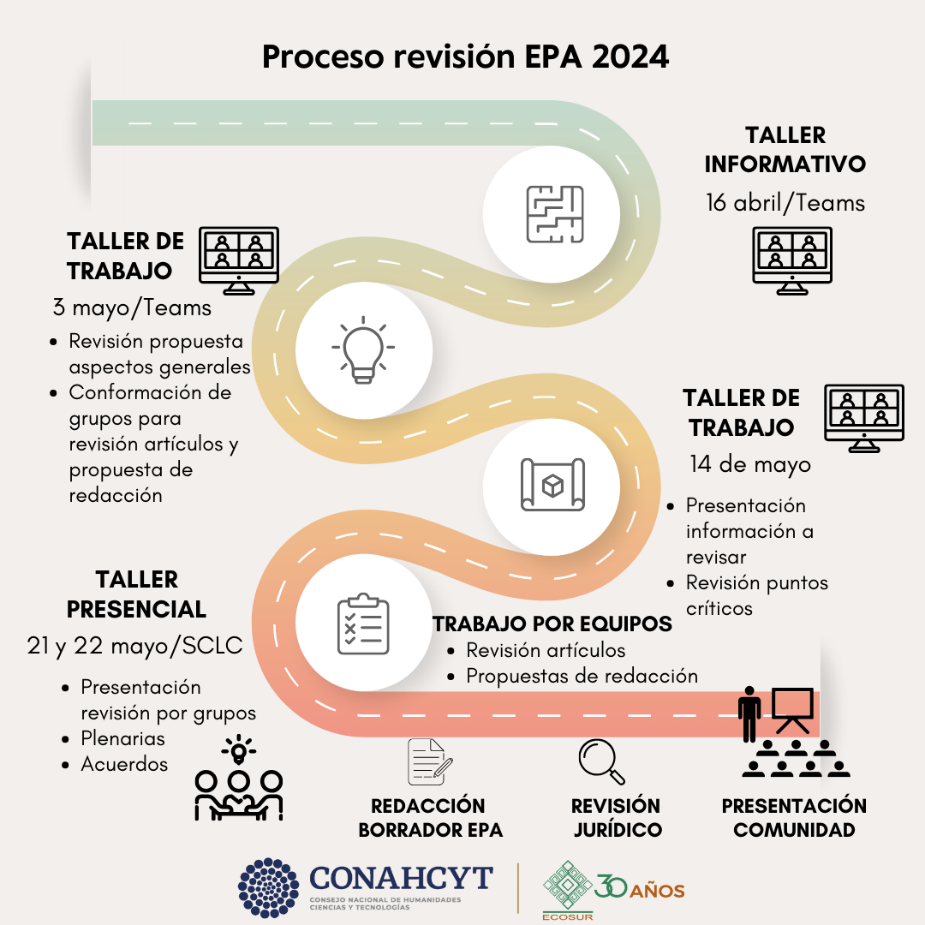 Proceso revisión EPA 2024
TALLER
INFORMATIVO
16 abril/Teams
TALLER DE
TRABAJO
3 mayo/Teams
• Revisión propuesta
aspectos generales
• Conformación de
grupos para
revisión artículos y
propuesta de
redacción
TALLER DE
TRABAJO
14 de mayo
• Presentación
información a
revisar
• Revisión puntos
críticos
TRABAJO POR EQUIPOS
• Revisión artículos
• Propuestas de redacción
TALLER
PRESENCIAL
21 y 22 mayo/SCLC
• Presentación
revisión por grupos
• Plenarias
• Acuerdos
REDACCIÓN
BORRADOR EPA
REVISIÓN
JURÍDICO
PRESENTACIÓN
COMUNIDAD
CONAHCYT
CONSEJO NACIONAL DE HUMANIDADES
CIENCIAS Y TECNOLOGÍAS
ECOSUR
30 AÑOS